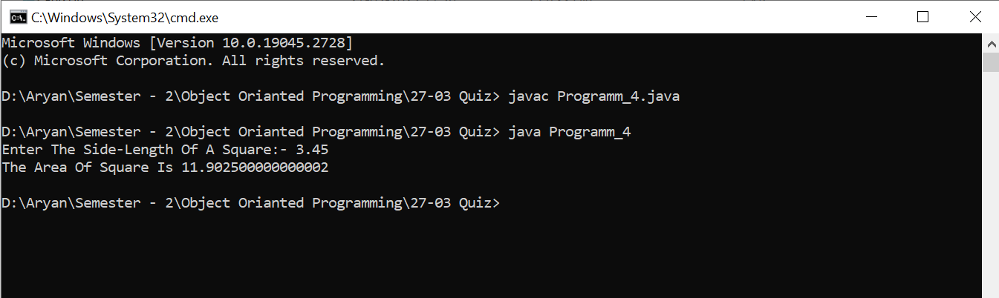 C:\Windows\System32\cmd.exe
Microsoft Windows [Version 10.0.19045.2728]
(c) Microsoft Corporation. All rights reserved.
D:\Aryan\Semester - 2\Object Orianted Programming\27-03 Quiz> javac Programm_4.java
D:\Aryan\Semester - 2\Object Orianted Programming\27-03 Quiz> java Programm_4
Enter The Side-Length Of A Square:- 3.45
The Area Of Square Is 11.902500000000002
D:\Aryan\Semester - 2\Object Orianted Programming\27-03 Quiz>